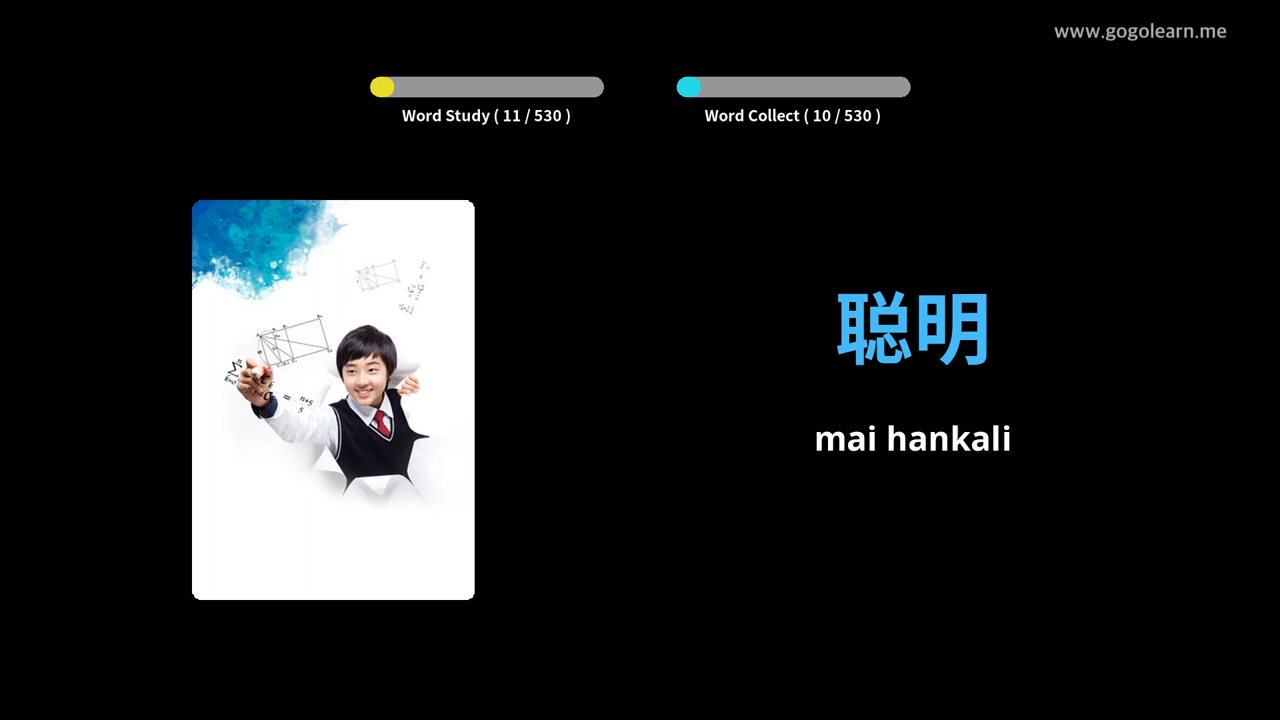 www.gogolearn.me
Word Study ( 11 / 530 )
Word Collect ( 10 / 530 )
聪明
mai hankali